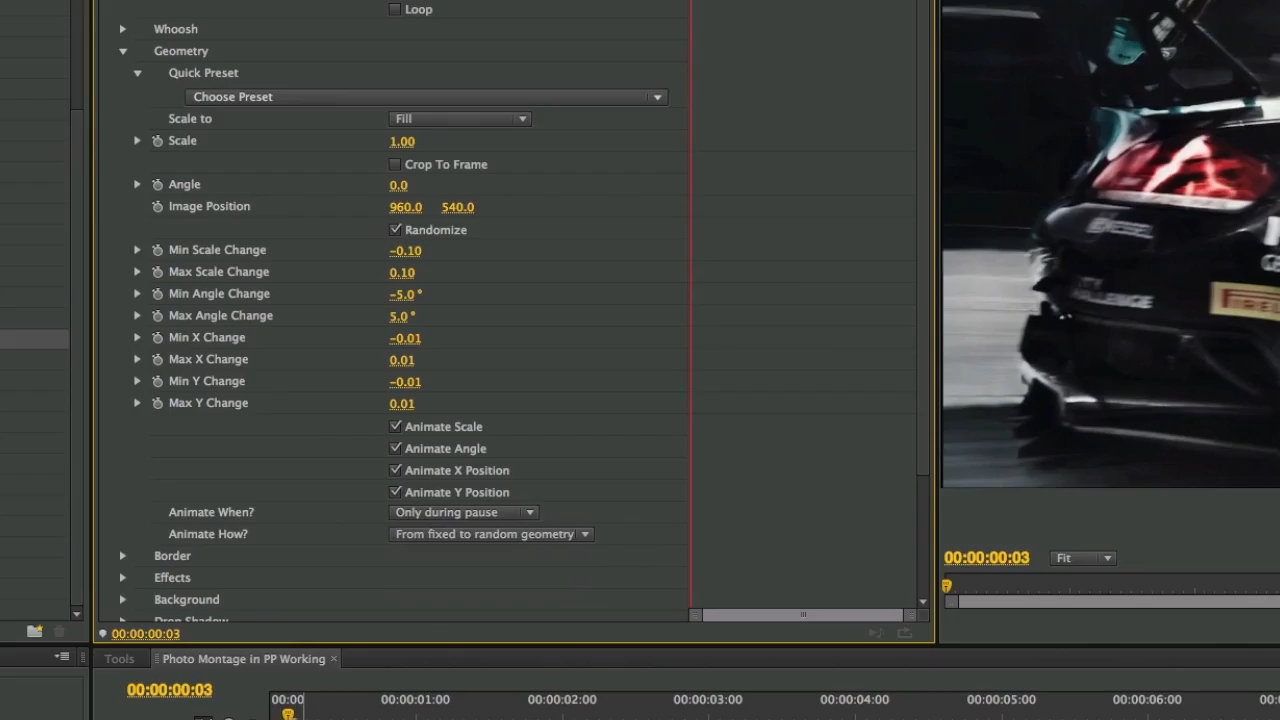 Loop
Whoosh
Geometry
Quick Preset
Choose Preset
Scale to Fill
Scale 1.00
Crop To Frame
Angle 0.0
Image Position 960.0 540.0
Randomize
Min Scale Change -0.10
Max Scale Change 0.10
Min Angle Change -5.0 °
Max Angle Change 5.0 °
Min X Change -0.01
Max X Change 0.01
Min Y Change -0.01
Max Y Change 0.01
Animate Scale
Animate Angle
Animate X Position
Animate Y Position
Animate When? Only during pause
Animate How? From fixed to random geometry
Border
Effects
Background
Drop Shadow
00:00:00:03
00:00:00:03 Fit
Tools Photo Montage in PP Working ×
00:00:00:03
00:00 00:00:01:00 00:00:02:00 00:00:03:00 00:00:04:00 00:00:05:00 00:00:06:00